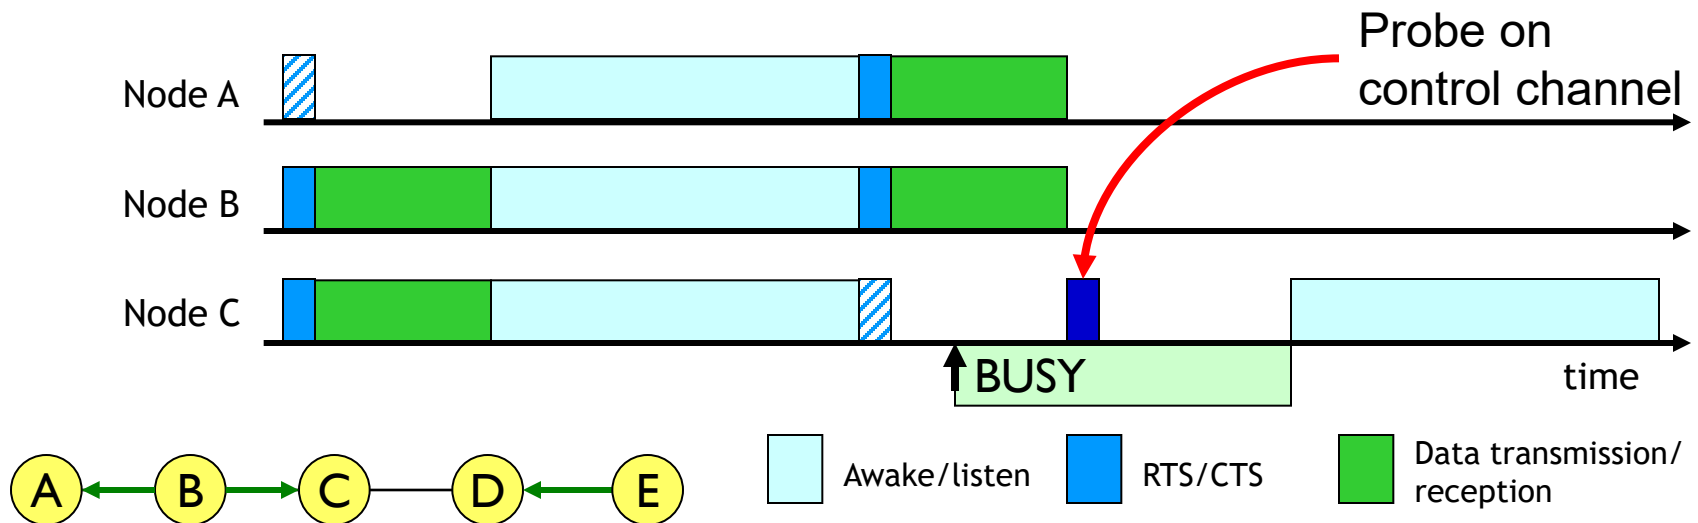 Probe on
control channel
Node A
Node B
Node C
BUSY
time
A B C D E
Awake/listen
RTS/CTS
Data transmission/
reception